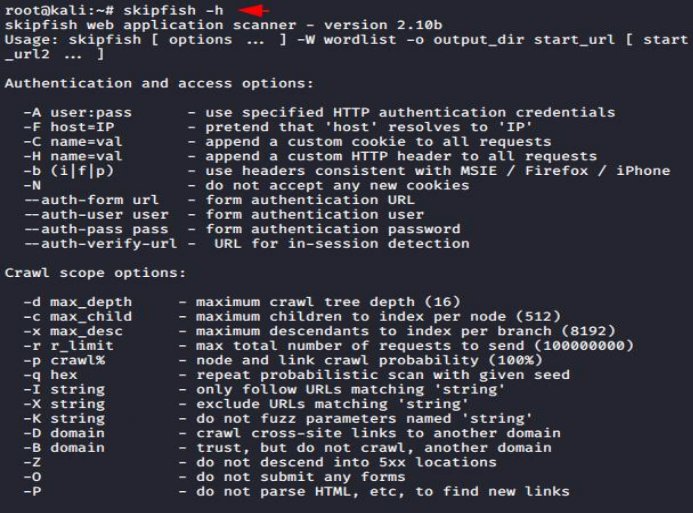 root@kali:~# skipfish -h
skipfish web application scanner - version 2.10b
Usage: skipfish [ options ... ] -W wordlist -o output_dir start_url [ start
_url2 ... ]

Authentication and access options:

  -A user:pass      - use specified HTTP authentication credentials
  -F host=IP        - pretend that 'host' resolves to 'IP'
  -C name=val       - append a custom cookie to all requests
  -H name=val       - append a custom HTTP header to all requests
  -b (i|f|p)        - use headers consistent with MSIE / Firefox / iPhone
  -N                - do not accept any new cookies
  --auth-form url   - form authentication URL
  --auth-user user  - form authentication user
  --auth-pass pass  - form authentication password
  --auth-verify-url -  URL for in-session detection

Crawl scope options:

  -d max_depth     - maximum crawl tree depth (16)
  -c max_child     - maximum children to index per node (512)
  -x max_desc      - maximum descendants to index per branch (8192)
  -r r_limit       - max total number of requests to send (100000000)
  -p crawl%        - node and link crawl probability (100%)
  -q hex           - repeat probabilistic scan with given seed
  -I string        - only follow URLs matching 'string'
  -X string        - exclude URLs matching 'string'
  -K string        - do not fuzz parameters named 'string'
  -D domain        - crawl cross-site links to another domain
  -B domain        - trust, but do not crawl, another domain
  -Z               - do not descend into 5xx locations
  -O               - do not submit any forms
  -P               - do not parse HTML, etc, to find new links